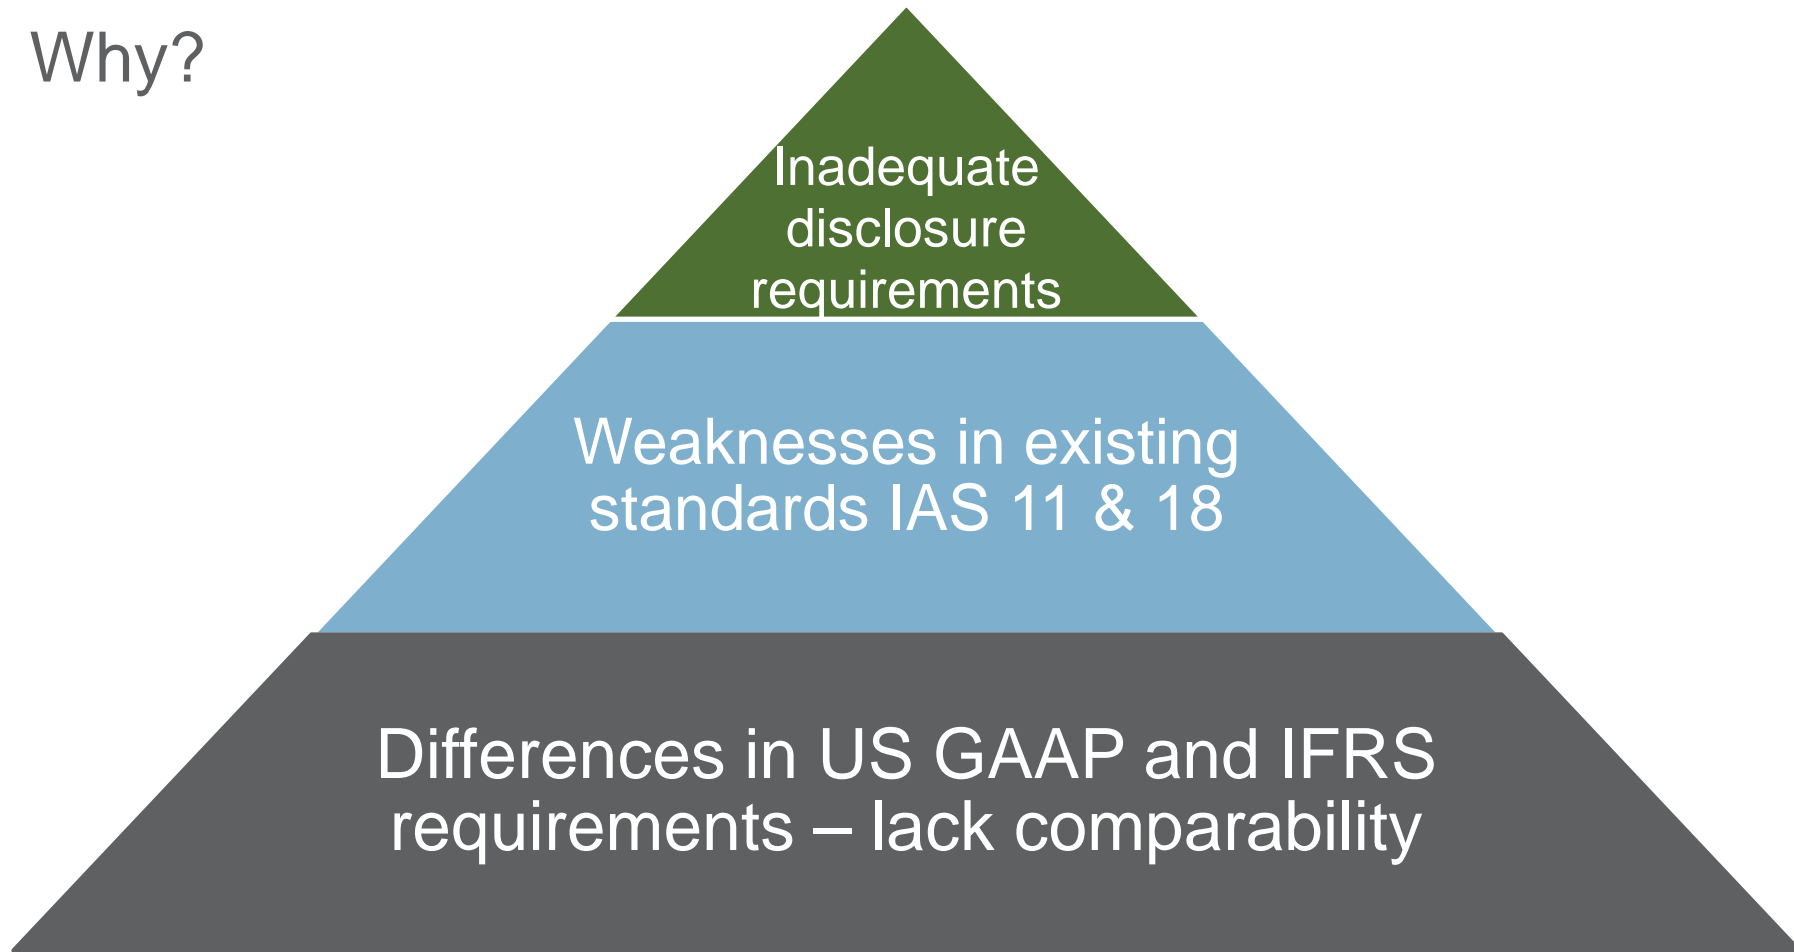 Why?
Inadequate
disclosure
requirements
Weaknesses in existing
standards IAS 11 & 18
Differences in US GAAP and IFRS
requirements – lack comparability